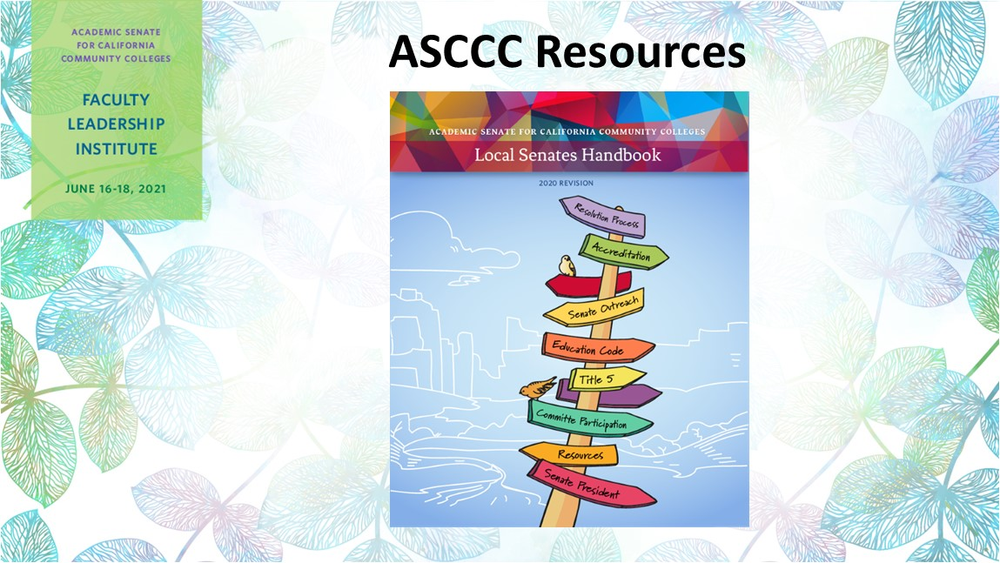 ACADEMIC SENATE
FOR CALIFORNIA
COMMUNITY COLLEGES
FACULTY
LEADERSHIP
INSTITUTE
JUNE 16-18, 2021
ASCCC Resources
ACADEMIC SENATE FOR CALIFORNIA COMMUNITY COLLEGES
Local Senates Handbook
2020 REVISION
Resolution Process
Accreditation
Senate Outreach
Education Code
Title 5
Committe Participation
Resources
Senate President